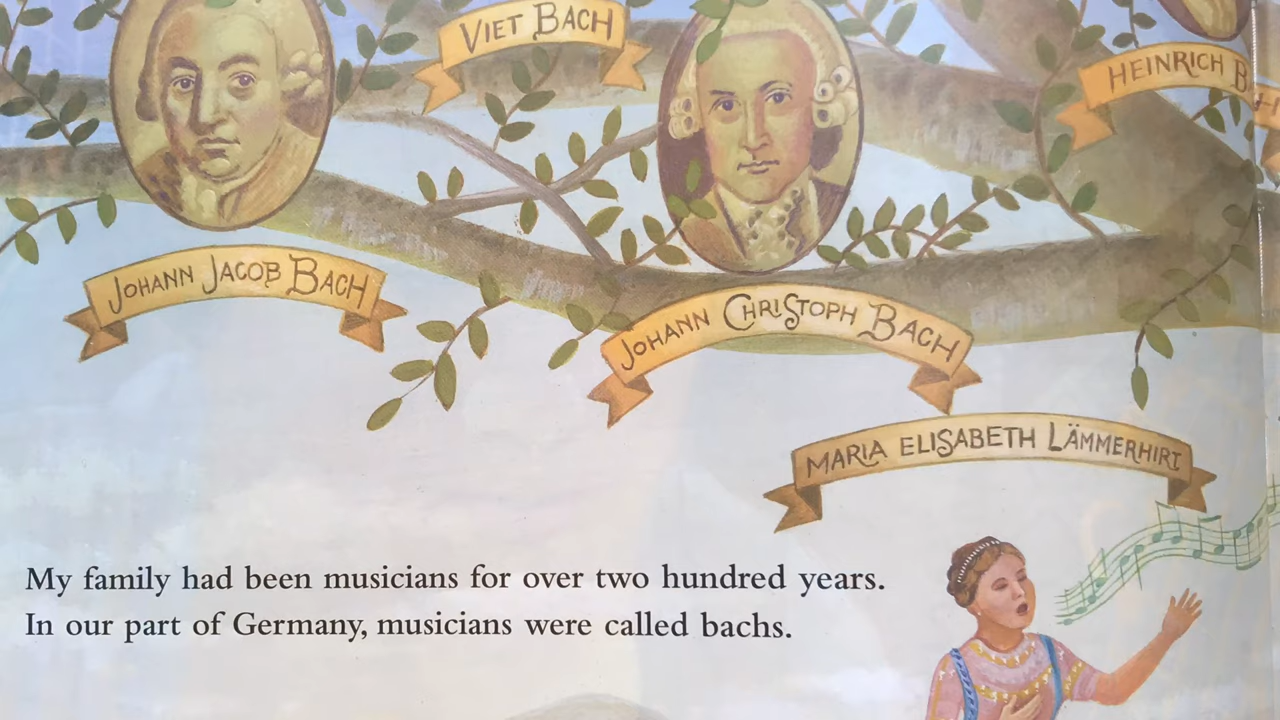 VIET BACH
HEINRICH B
JOHANN JACOB BACH
JOHANN CHRISTOPH BACH
MARIA ELISABETH LÄMMERHIRT
My family had been musicians for over two hundred years.
In our part of Germany, musicians were called bachs.